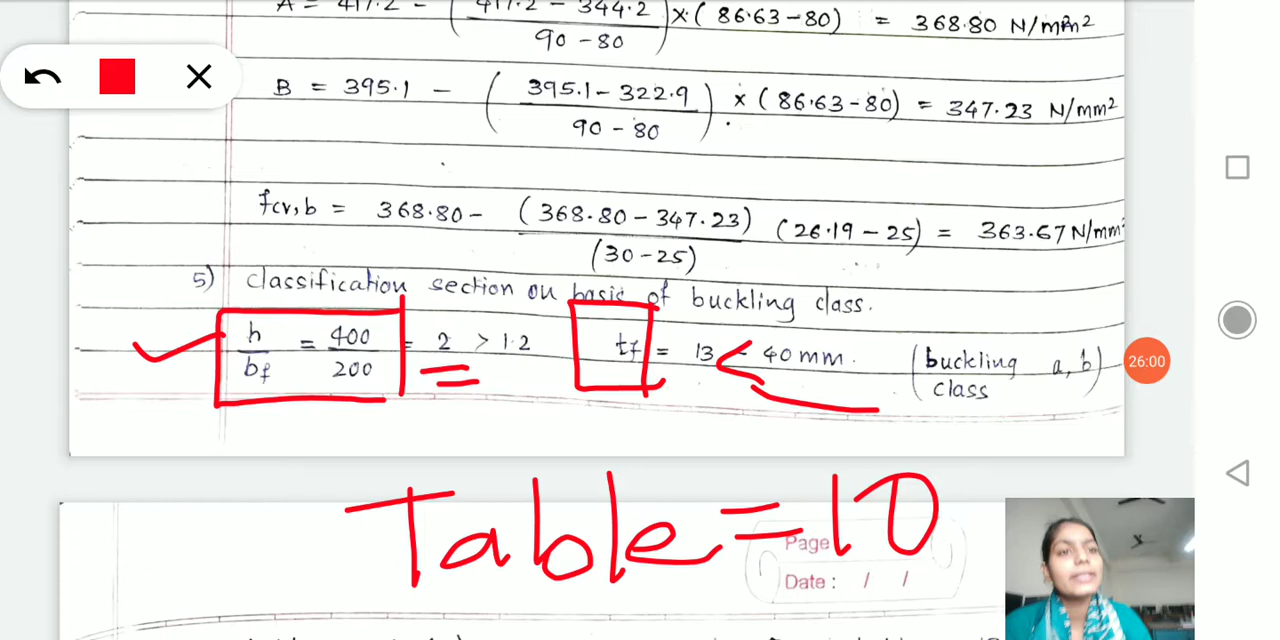 A = 417.2 - (417.2 - 344.2 / 90 - 80) × (86.63 - 80) = 368.80 N/mm²
B = 395.1 - (395.1 - 322.9 / 90 - 80) × (86.63 - 80) = 347.23 N/mm²
fcr,b = 368.80 - (368.80 - 347.23) / (30 - 25) (26.19 - 25) = 363.67 N/mm²
5) classification section on basic of buckling class.
h / bf = 400 / 200 = 2 > 1.2 tf = 13 < 40 mm. (buckling class a, b)
26:00
Table = 10
Page
Date : / /